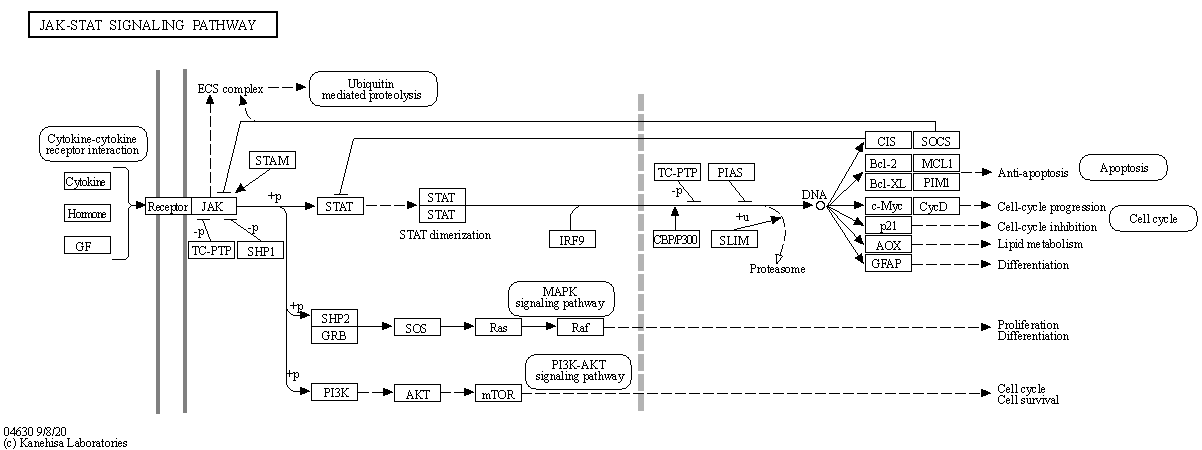 JAK-STAT SIGNALING PATHWAY
ECS complex
Ubiquitin
mediated proteolysis
Cytokine-cytokine
receptor interaction
Cytokine
Hormone
GF
Receptor
JAK
STAM
+p
STAT
STAT
STAT
STAT dimerization
-p
-p
TC-PTP
SHP1
IRF9
TC-PTP
PIAS
-p
+u
CBP/P300
SLIM
Proteasome
DNA
CIS
SOCS
Bcl-2
MCL1
Bcl-XL
PIM1
c-Myc
CycD
p21
AOX
GFAP
Anti-apoptosis
Apoptosis
Cell-cycle progression
Cell-cycle inhibition
Cell cycle
Lipid metabolism
Differentiation
+p
SHP2
GRB
SOS
Ras
Raf
MAPK
signaling pathway
Proliferation
Differentiation
+p
PI3K
AKT
mTOR
PI3K-AKT
signaling pathway
Cell cycle
Cell survival
04630 9/8/20
(c) Kanehisa Laboratories